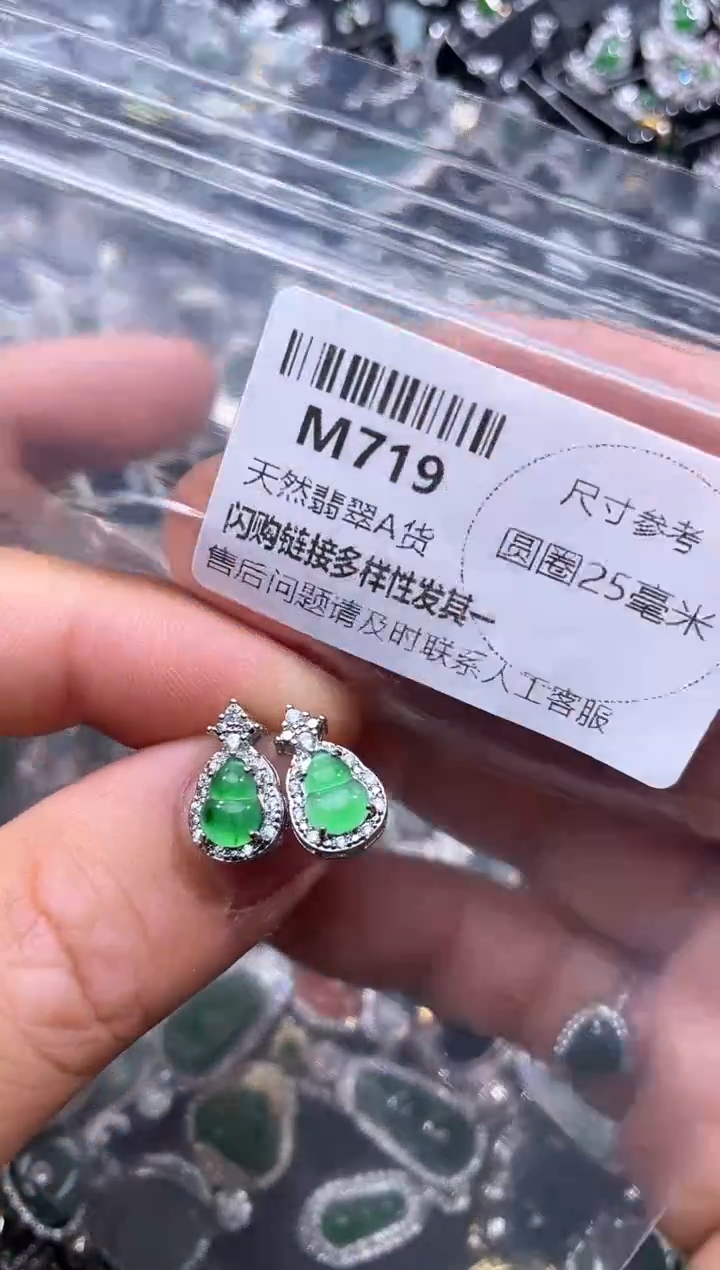 M719
天然翡翠A货
闪购链接多样性发其一
售后问题请及时联系人工客服
尺寸参考
圆圈25毫米